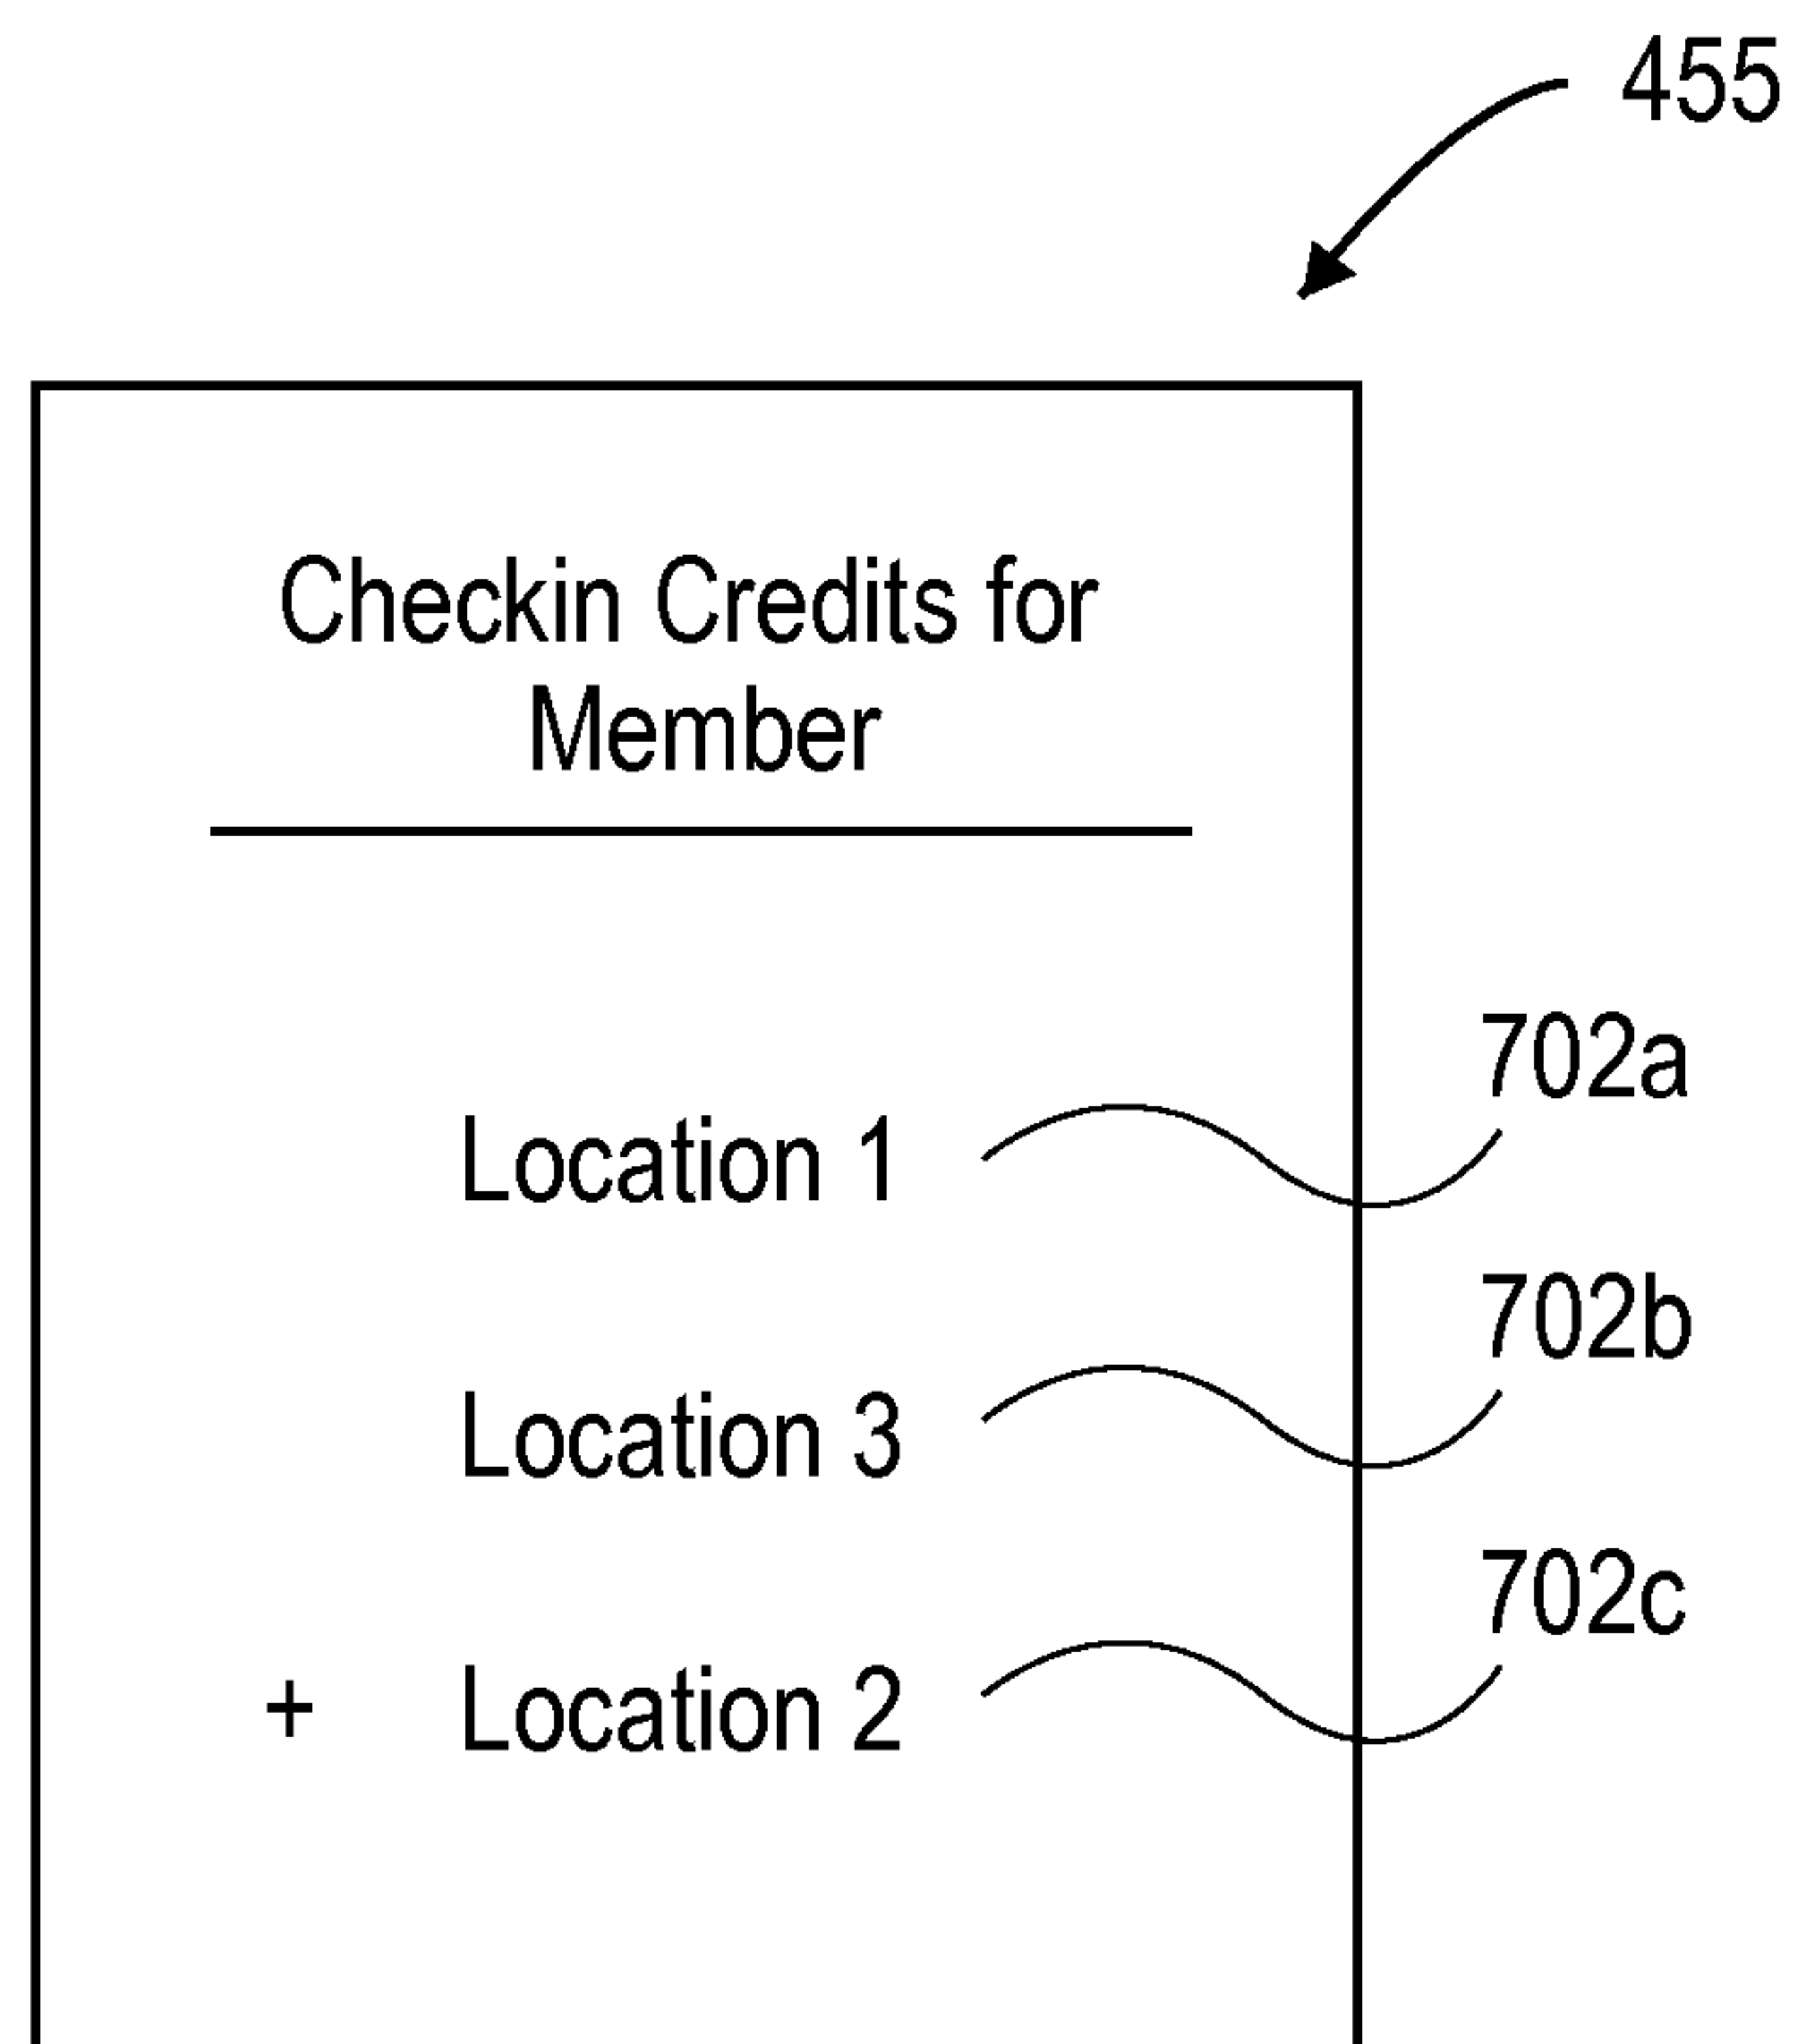 455
Checkin Credits for
Member
702a
Location 1
702b
Location 3
702c
+ Location 2